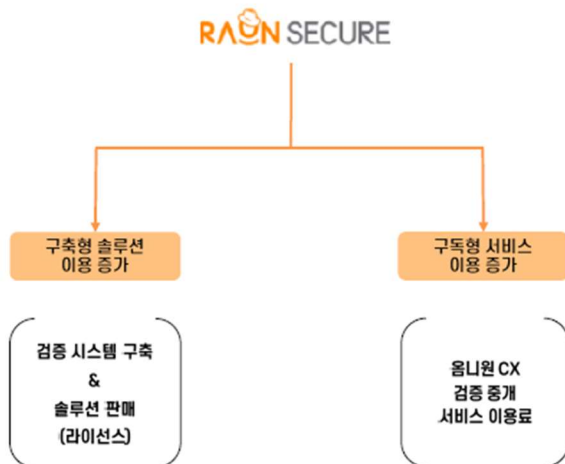 RAON SECURE
구축형 솔루션
이용 증가
구독형 서비스
이용 증가
검증 시스템 구축
&
솔루션 판매
(라이선스)
옴니원 CX
검증 중개
서비스 이용료